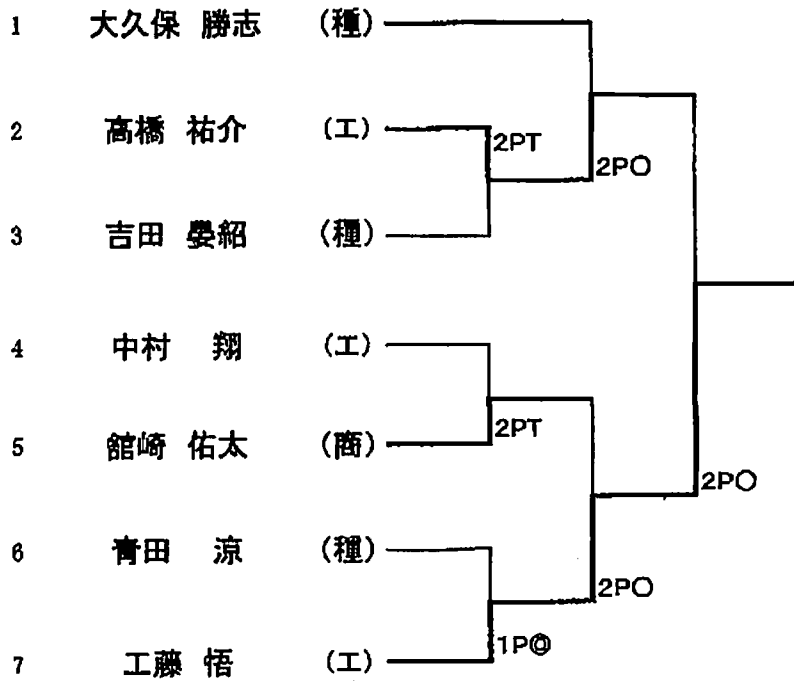 1 大久保 勝志 (種)
2 高橋 祐介 (工)
2PT
2PO
3 吉田 晏紹 (種)
4 中村 翔 (工)
5 舘崎 佑太 (商)
2PT
2PO
6 青田 涼 (種)
2PO
7 工藤 悟 (工)
1P◎